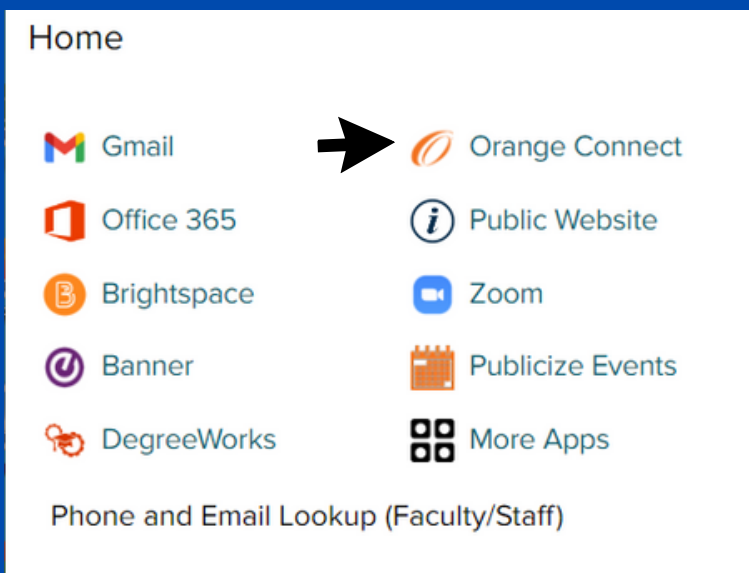 Home
Gmail
Orange Connect
Office 365
Public Website
Brightspace
Zoom
Banner
Publicize Events
DegreeWorks
More Apps
Phone and Email Lookup (Faculty/Staff)